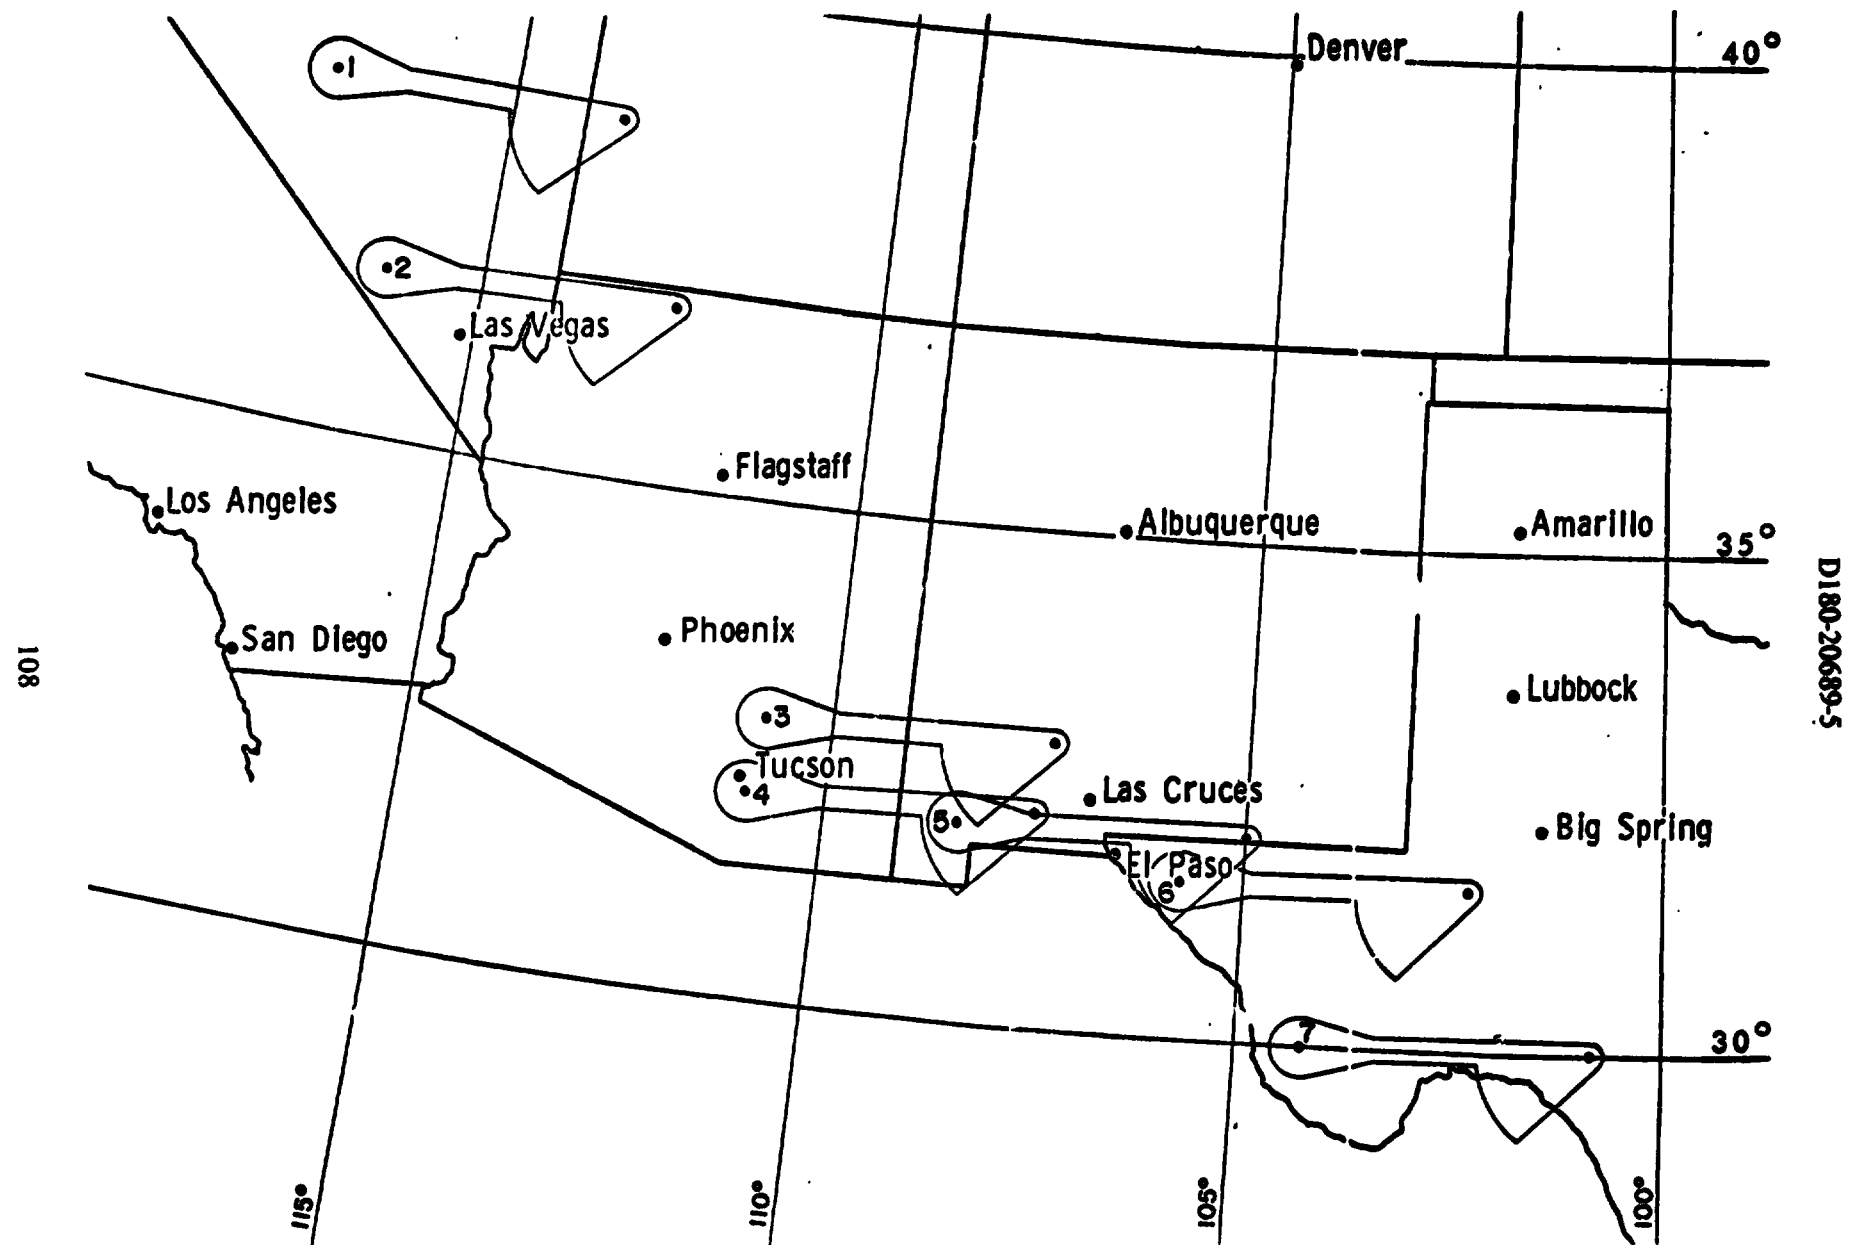 Denver
40°
1
2
Las Vegas
Flagstaff
Los Angeles
Albuquerque
Amarillo
35°
San Diego
Phoenix
Lubbock
3
Tucson
4
Las Cruces
5
Big Spring
El Paso
6
7
30°
115°
110°
105°
100°
108
D180-20689-5